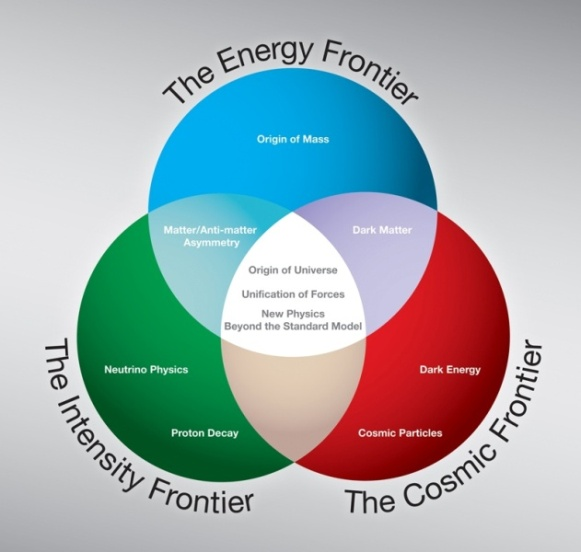 The Energy Frontier
Origin of Mass
Matter/Anti-matter
Asymmetry
Dark Matter
Origin of Universe
Unification of Forces
New Physics
Beyond the Standard Model
Neutrino Physics
Dark Energy
Proton Decay
Cosmic Particles
The Intensity Frontier
The Cosmic Frontier